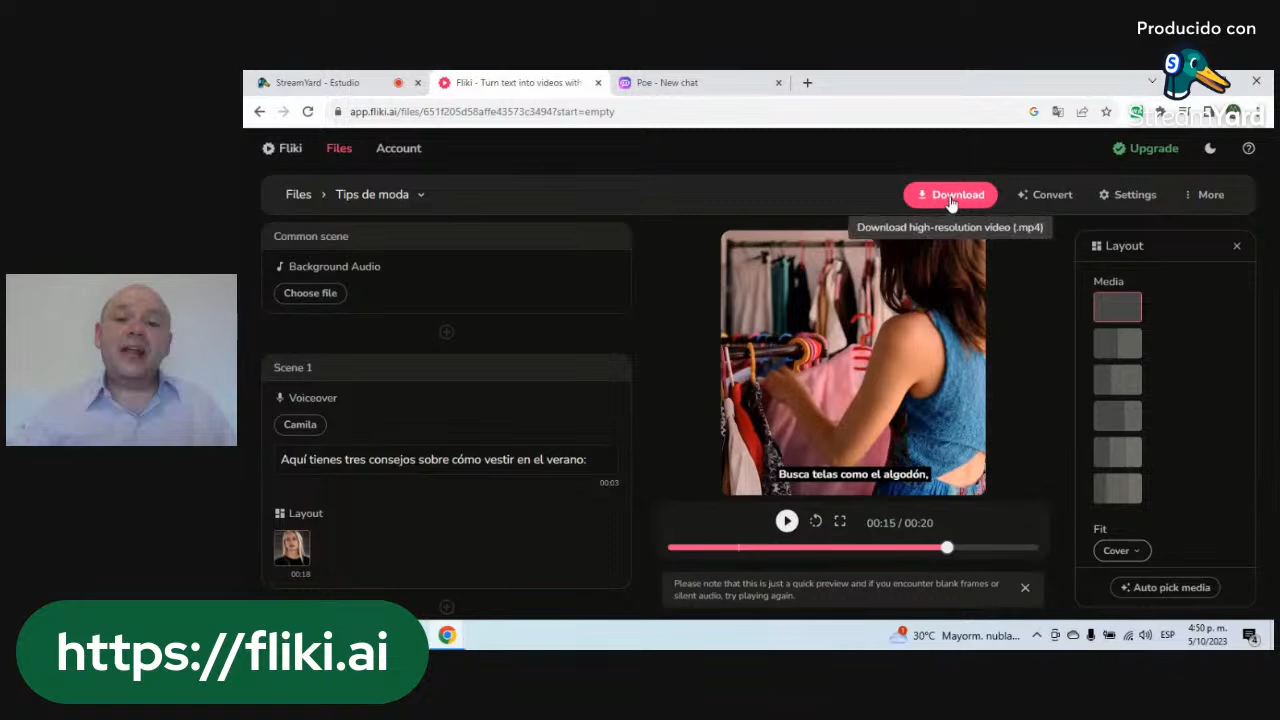 Producido con
StreamYard
StreamYard - Estudio
Fliki - Turn text into videos with
Poe - New chat
app.fliki.ai/files/651f205d58affe43573c3494?start=empty
Fliki
Files
Account
Upgrade
Files > Tips de moda
Download
Convert
Settings
More
Download high-resolution video (.mp4)
Common scene
Background Audio
Choose file
Scene 1
Voiceover
Camila
Aquí tienes tres consejos sobre cómo vestir en el verano:
00:03
Layout
00:18
Busca telas como el algodón,
00:15 / 00:20
Please note that this is just a quick preview and if you encounter blank frames or
silent audio, try playing again.
Layout
Media
Fit
Cover
Auto pick media
https://fliki.ai
30°C Mayorm. nubla...
ESP
4:50 p. m.
5/10/2023
4